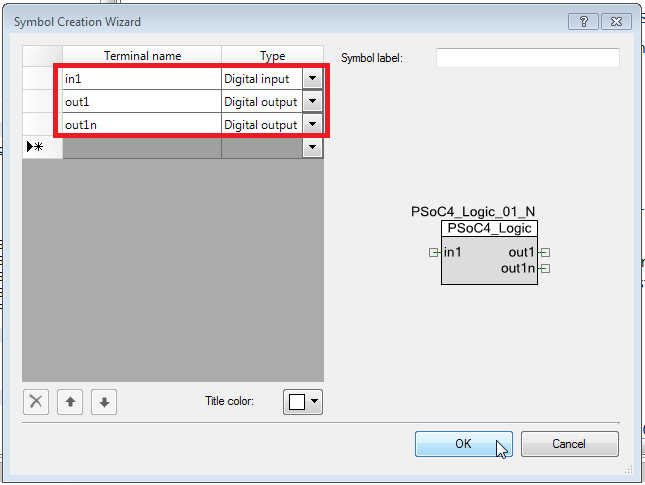 Symbol Creation Wizard
?
Terminal name Type
in1 Digital input
out1 Digital output
out1n Digital output
Symbol label:
PSoC4_Logic_01_N
PSoC4_Logic
in1 out1
out1n
Title color:
OK Cancel